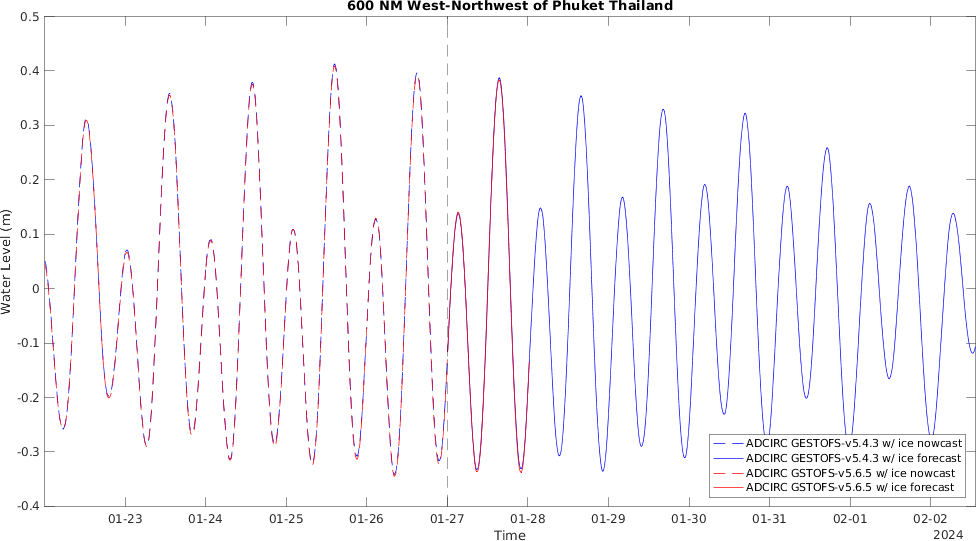 600 NM West-Northwest of Phuket Thailand
0.5
0.4
0.3
0.2
0.1
0
-0.1
-0.2
-0.3
-0.4
Water Level (m)
ADCIRC GESTOFS-v5.4.3 w/ ice nowcast
ADCIRC GESTOFS-v5.4.3 w/ ice forecast
ADCIRC GSTOFS-v5.6.5 w/ ice nowcast
ADCIRC GSTOFS-v5.6.5 w/ ice forecast
01-23 01-24 01-25 01-26 01-27 01-28 01-29 01-30 01-31 02-01 02-02
Time
2024